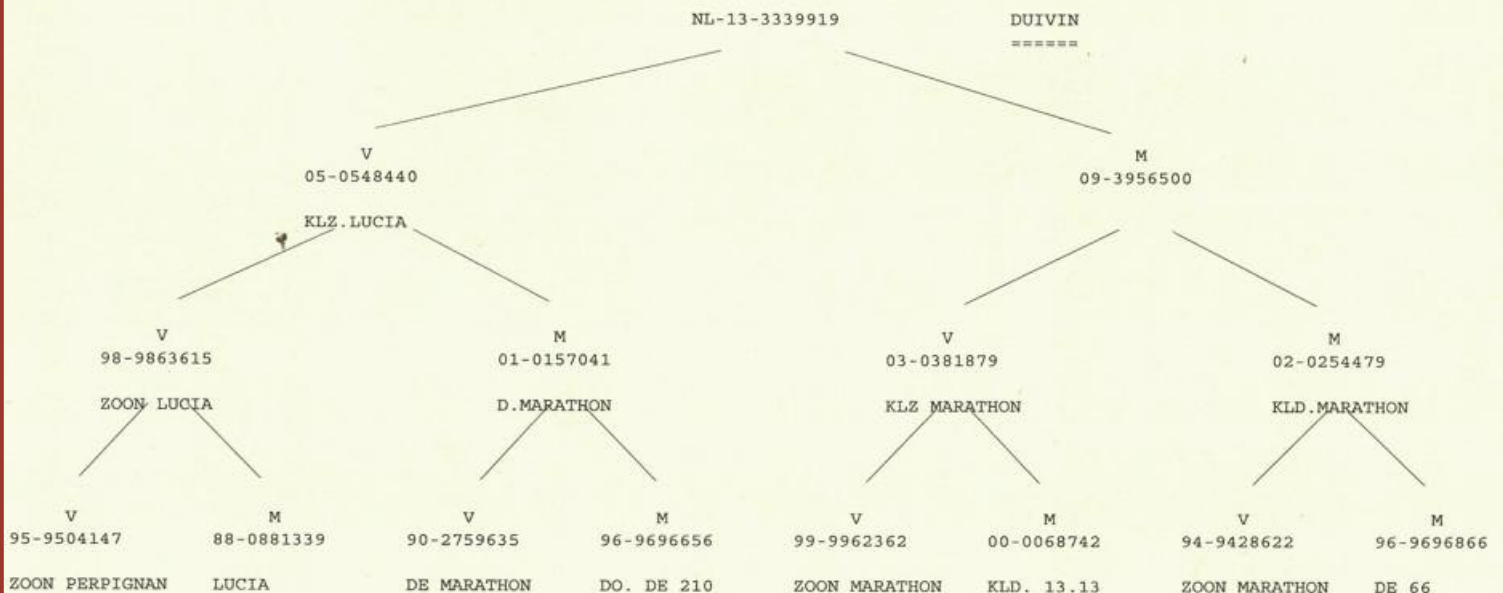 NL-13-3339919 DUIVIN
======
V M
05-0548440 09-3956500
KLZ.LUCIA
V M V M
98-9863615 01-0157041 03-0381879 02-0254479
ZOON LUCIA D.MARATHON KLZ MARATHON KLD.MARATHON
V M V M V M V M
95-9504147 88-0881339 90-2759635 96-9696656 99-9962362 00-0068742 94-9428622 96-9696866
ZOON PERPIGNAN LUCIA DE MARATHON DO. DE 210 ZOON MARATHON KLD. 13.13 ZOON MARATHON DE 66